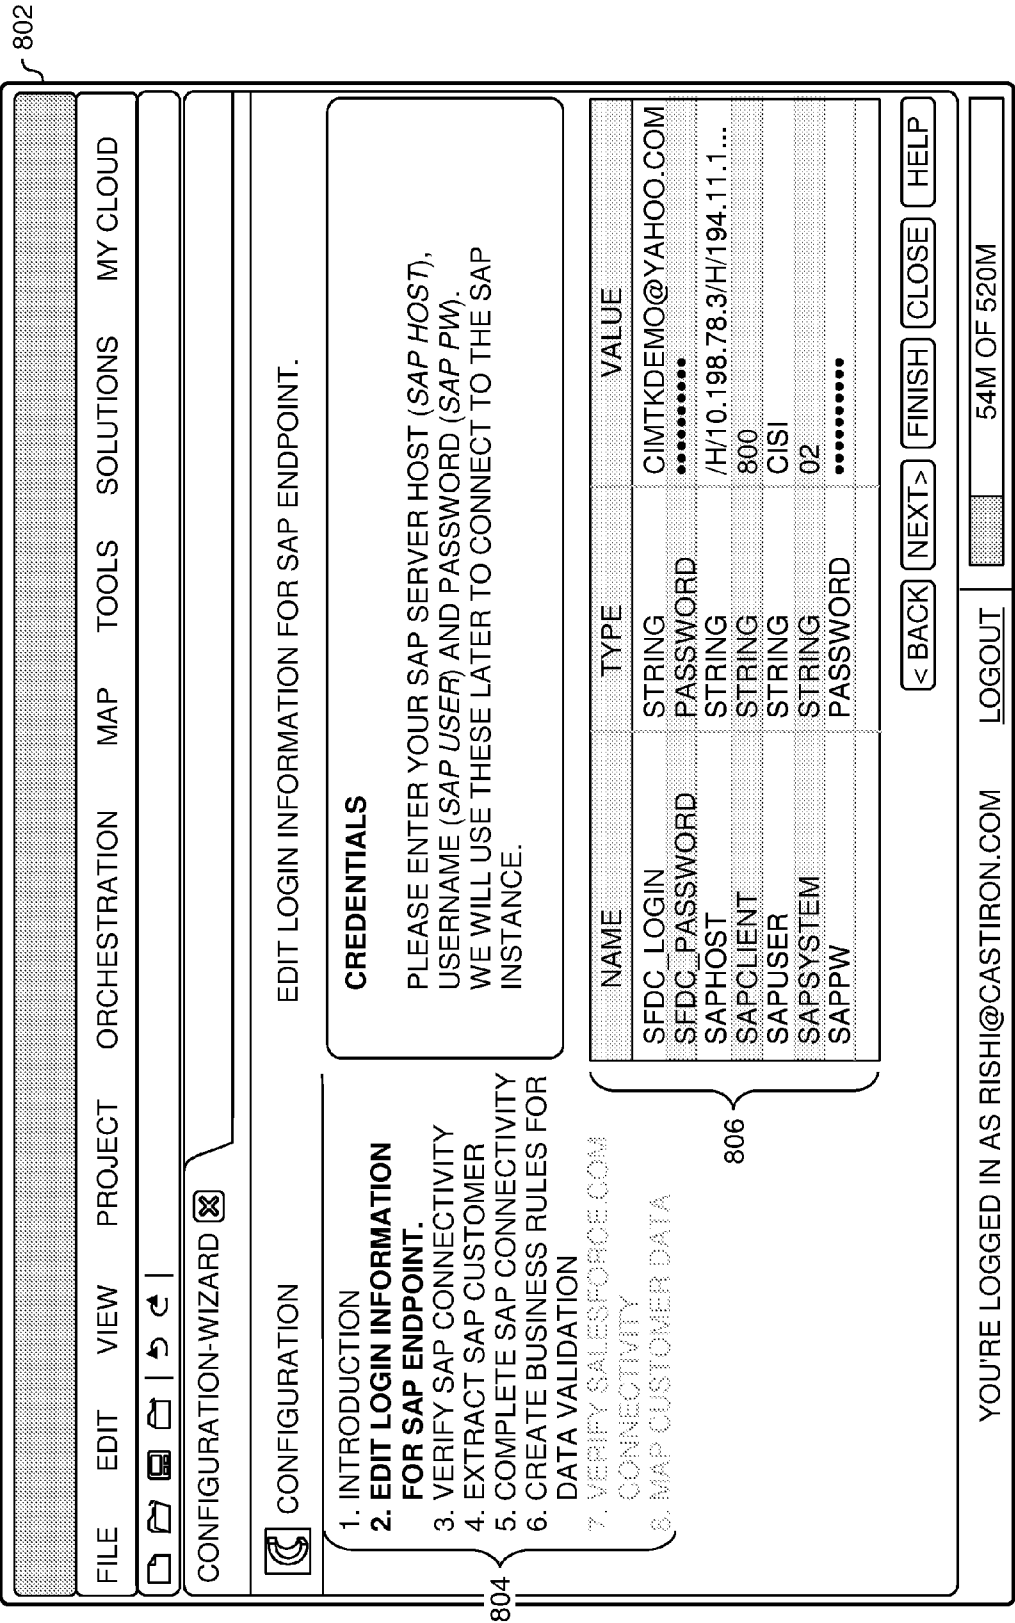 802
FILE EDIT VIEW PROJECT ORCHESTRATION MAP TOOLS SOLUTIONS MY CLOUD
CONFIGURATION-WIZARD
CONFIGURATION
EDIT LOGIN INFORMATION FOR SAP ENDPOINT.
804
1. INTRODUCTION
2. EDIT LOGIN INFORMATION
FOR SAP ENDPOINT.
3. VERIFY SAP CONNECTIVITY
4. EXTRACT SAP CUSTOMER
5. COMPLETE SAP CONNECTIVITY
6. CREATE BUSINESS RULES FOR
DATA VALIDATION
7. VERIFY SALESFORCE.COM
CONNECTIVITY
8. MAP CUSTOMER DATA
CREDENTIALS
PLEASE ENTER YOUR SAP SERVER HOST (SAP HOST),
USERNAME (SAP USER) AND PASSWORD (SAP PW).
WE WILL USE THESE LATER TO CONNECT TO THE SAP
INSTANCE.
806
NAME TYPE VALUE
SFDC_LOGIN STRING CIMTKDEMO@YAHOO.COM
SFDC_PASSWORD PASSWORD ••••••••••
SAPHOST STRING /H/10.198.78.3/H/194.11.1...
SAPCLIENT STRING 800
SAPUSER STRING CISI
SAPSYSTEM STRING 02
SAPPW PASSWORD ••••••••••
< BACK NEXT> FINISH CLOSE HELP
YOU'RE LOGGED IN AS RISHI@CASTIRON.COM LOGOUT 54M OF 520M